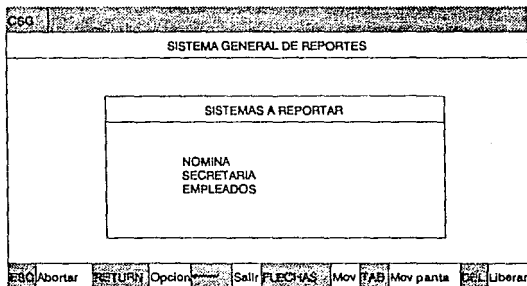 CSG
SISTEMA GENERAL DE REPORTES
SISTEMAS A REPORTAR
NOMINA
SECRETARIA
EMPLEADOS
ESC Abortar RETURN Opcion Salir FLECHAS Mov TAB Mov panta DEL Liberar